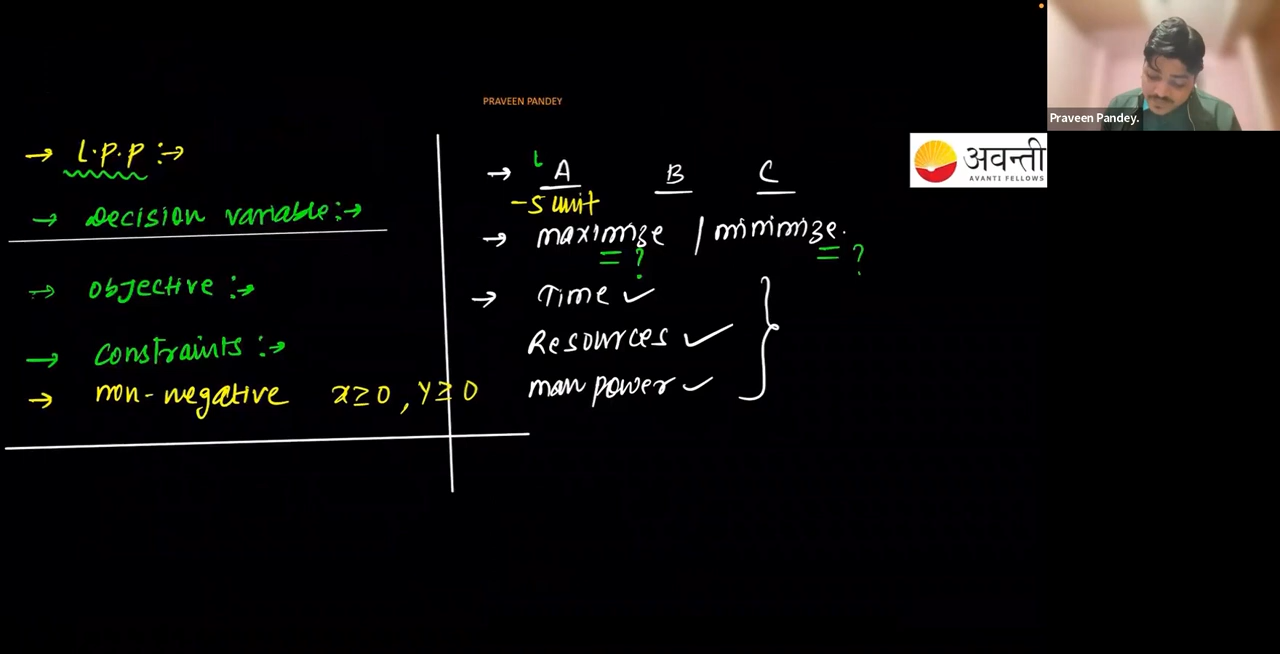 PRAVEEN PANDEY
Praveen Pandey.
अवन्ती
AVANTI FELLOWS
→ L.P.P :→
→ Decision variable :→
→ objective :→
→ constraints :→
→ non-negative x ≥ 0 , y ≥ 0
→ A B C
-5 unit
→ maximize / minimize.
= ? = ?
→ Time ✓
Resources ✓
man power ✓